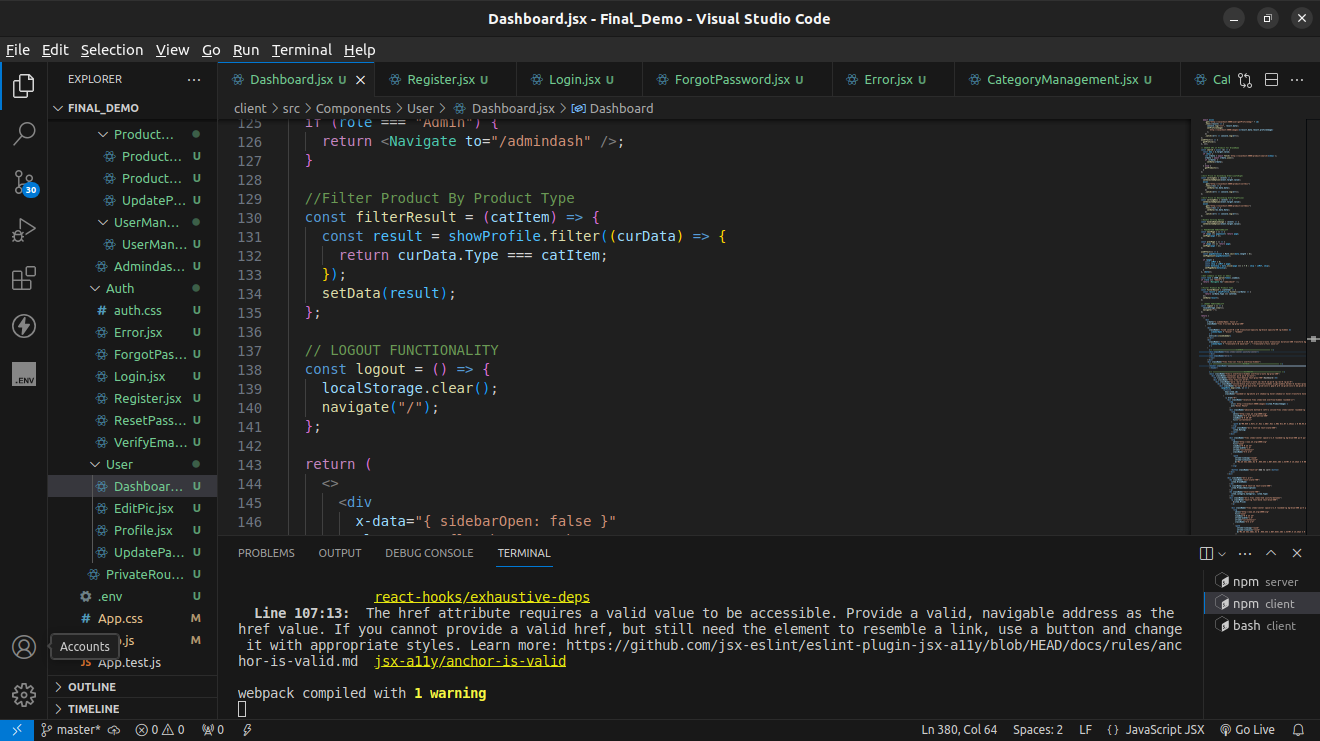 Dashboard.jsx - Final_Demo - Visual Studio Code
File Edit Selection View Go Run Terminal Help
EXPLORER
Dashboard.jsx U
Register.jsx U
Login.jsx U
ForgotPassword.jsx U
Error.jsx U
CategoryManagement.jsx U
Cal
FINAL_DEMO
client > src > Components > User > Dashboard.jsx > Dashboard
Product...
Product... U
Product... U
UpdateP... U
UserMan...
UserMan... U
Admindas... U
Auth
auth.css U
Error.jsx U
ForgotPas... U
Login.jsx U
Register.jsx U
ResetPass... U
VerifyEma... U
User
Dashboar... U
EditPic.jsx U
Profile.jsx U
UpdatePa... U
PrivateRou... U
.env U
App.css M
.js M
App.test.js
OUTLINE
TIMELINE
30
.ENV
Accounts
125 if (role === "Admin") {
126 return <Navigate to="/admindash" />;
127 }
128
129 //Filter Product By Product Type
130 const filterResult = (catItem) => {
131 const result = showProfile.filter((curData) => {
132 return curData.Type === catItem;
133 });
134 setData(result);
135 };
136
137 // LOGOUT FUNCTIONALITY
138 const logout = () => {
139 localStorage.clear();
140 navigate("/");
141 };
142
143 return (
144 <>
145 <div
146 x-data="{ sidebarOpen: false }"
PROBLEMS OUTPUT DEBUG CONSOLE TERMINAL
react-hooks/exhaustive-deps
Line 107:13: The href attribute requires a valid value to be accessible. Provide a valid, navigable address as the
href value. If you cannot provide a valid href, but still need the element to resemble a link, use a button and change
it with appropriate styles. Learn more: https://github.com/jsx-eslint/eslint-plugin-jsx-a11y/blob/HEAD/docs/rules/anc
hor-is-valid.md jsx-a11y/anchor-is-valid
webpack compiled with 1 warning
npm server
npm client
bash client
master* 0 0 0 Ln 380, Col 64 Spaces: 2 LF {} JavaScript JSX Go Live